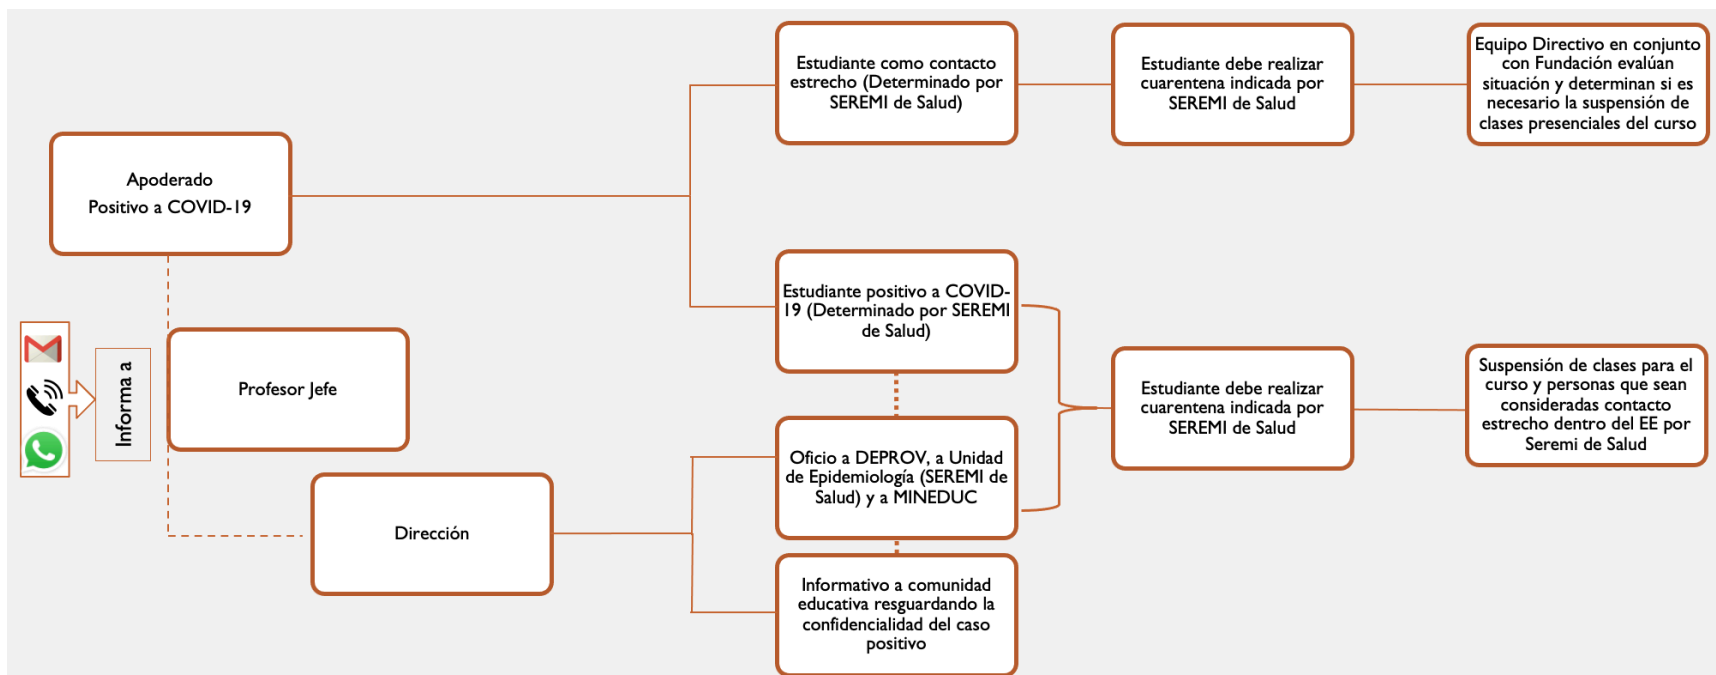 Apoderado
Positivo a COVID-19
Informa a
Profesor Jefe
Dirección
Estudiante como contacto
estrecho (Determinado por
SEREMI de Salud)
Estudiante debe realizar
cuarentena indicada por
SEREMI de Salud
Equipo Directivo en conjunto
con Fundación evalúan
situación y determinan si es
necesario la suspensión de
clases presenciales del curso
Estudiante positivo a COVID-
19 (Determinado por SEREMI
de Salud)
Oficio a DEPROV, a Unidad
de Epidemiología (SEREMI de
Salud) y a MINEDUC
Informativo a comunidad
educativa resguardando la
confidencialidad del caso
positivo
Estudiante debe realizar
cuarentena indicada por
SEREMI de Salud
Suspensión de clases para el
curso y personas que sean
consideradas contacto
estrecho dentro del EE por
Seremi de Salud